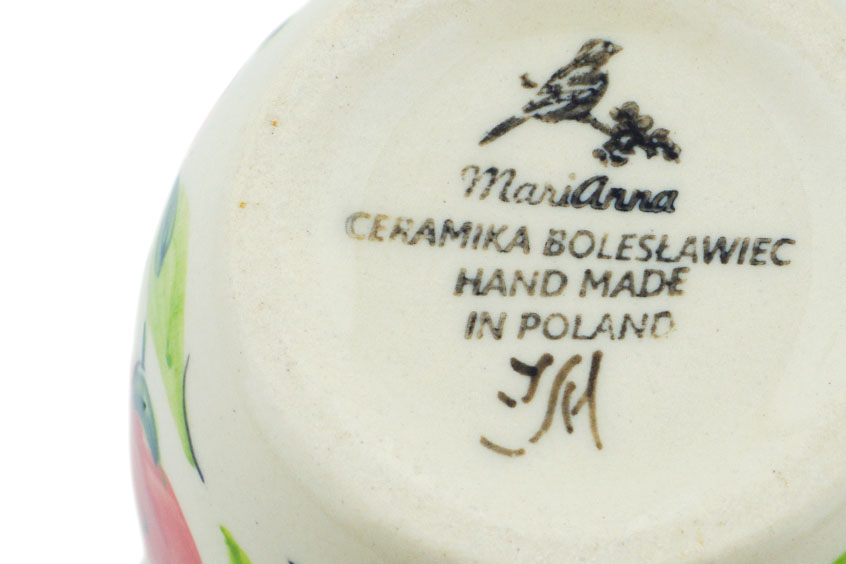 MariAnna
CERAMIKA BOLESŁAWIEC
HAND MADE
IN POLAND